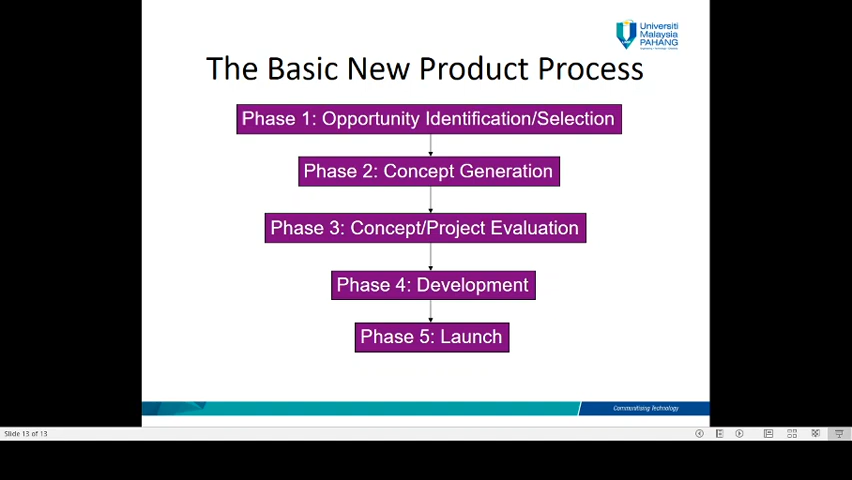 Universiti
Malaysia
PAHANG
The Basic New Product Process
Phase 1: Opportunity Identification/Selection
Phase 2: Concept Generation
Phase 3: Concept/Project Evaluation
Phase 4: Development
Phase 5: Launch
Communitising Technology
Slide 13 of 13